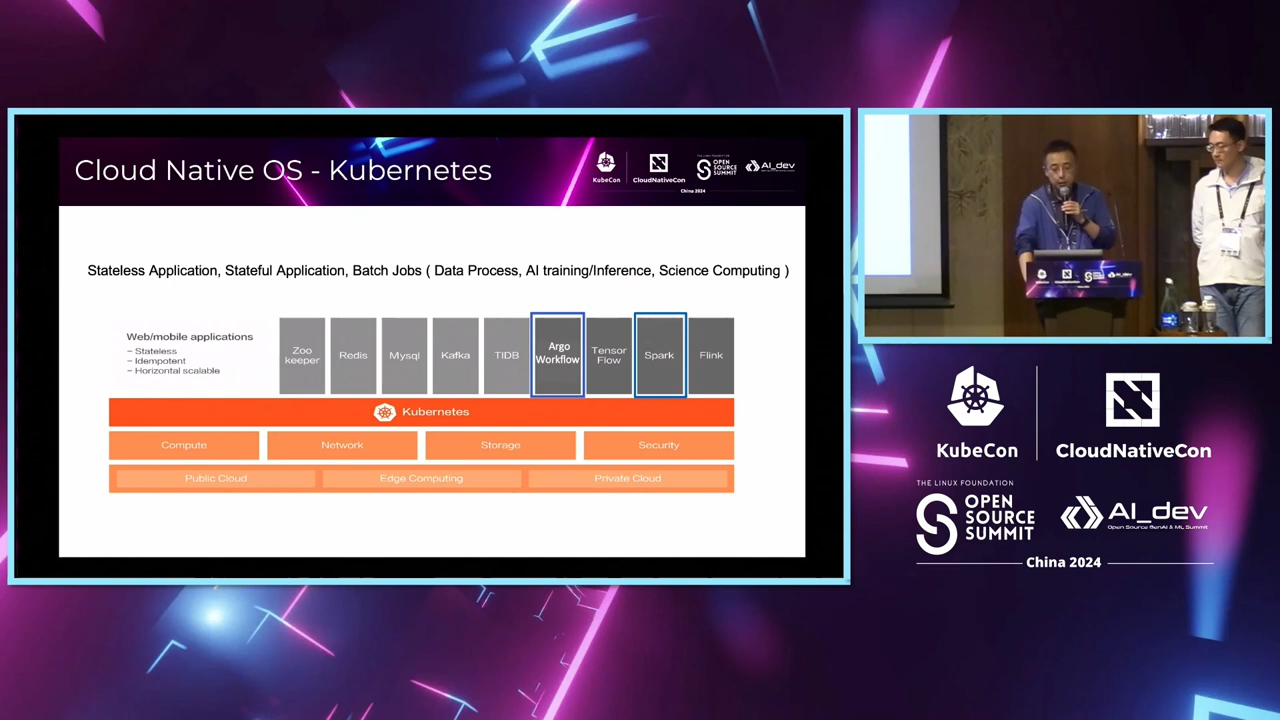 Cloud Native OS - Kubernetes
KubeCon
CloudNativeCon
THE LINUX FOUNDATION
OPEN
SOURCE
SUMMIT
AI_dev
China 2024
Stateless Application, Stateful Application, Batch Jobs ( Data Process, AI training/Inference, Science Computing )
Web/mobile applications
– Stateless
– Idempotent
– Horizontal scalable
Zoo
keeper
Redis
Mysql
Kafka
TIDB
Argo
Workflow
Tensor
Flow
Spark
Flink
Kubernetes
Compute
Network
Storage
Security
Public Cloud
Edge Computing
Private Cloud
KubeCon
CloudNativeCon
THE LINUX FOUNDATION
OPEN
SOURCE
SUMMIT
AI_dev
Open Source GenAI & ML Summit
China 2024